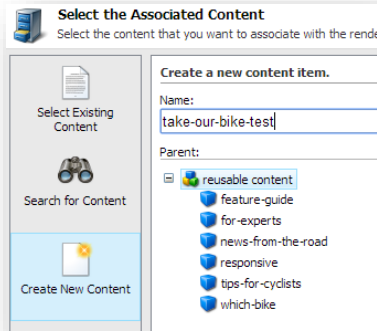 Select the Associated Content
Select the content that you want to associate with the
Select Existing
Content
Search for Content
Create New Content
Create a new content item.
Name:
take-our-bike-test
Parent:
reusable content
feature-guide
for-experts
news-from-the-road
responsive
tips-for-cyclists
which-bike